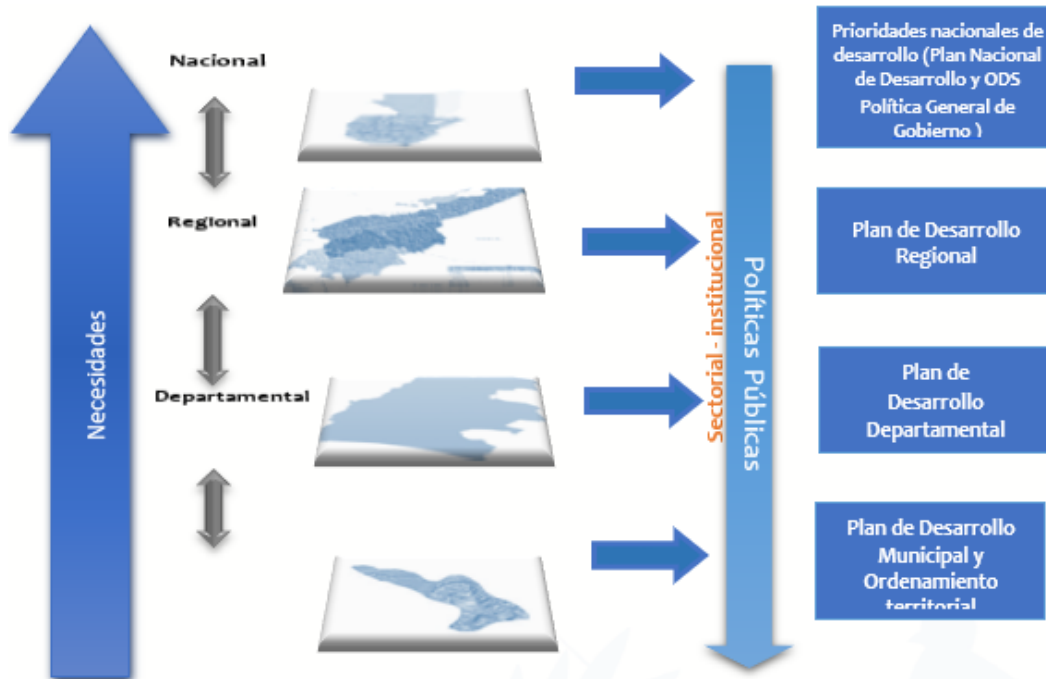 Nacional
Regional
Departamental
Necesidades
Sectorial - institucional
Políticas Públicas
Prioridades nacionales de
desarrollo (Plan Nacional
de Desarrollo y ODS
Política General de
Gobierno )
Plan de Desarrollo
Regional
Plan de
Desarrollo
Departamental
Plan de Desarrollo
Municipal y
Ordenamiento
territorial